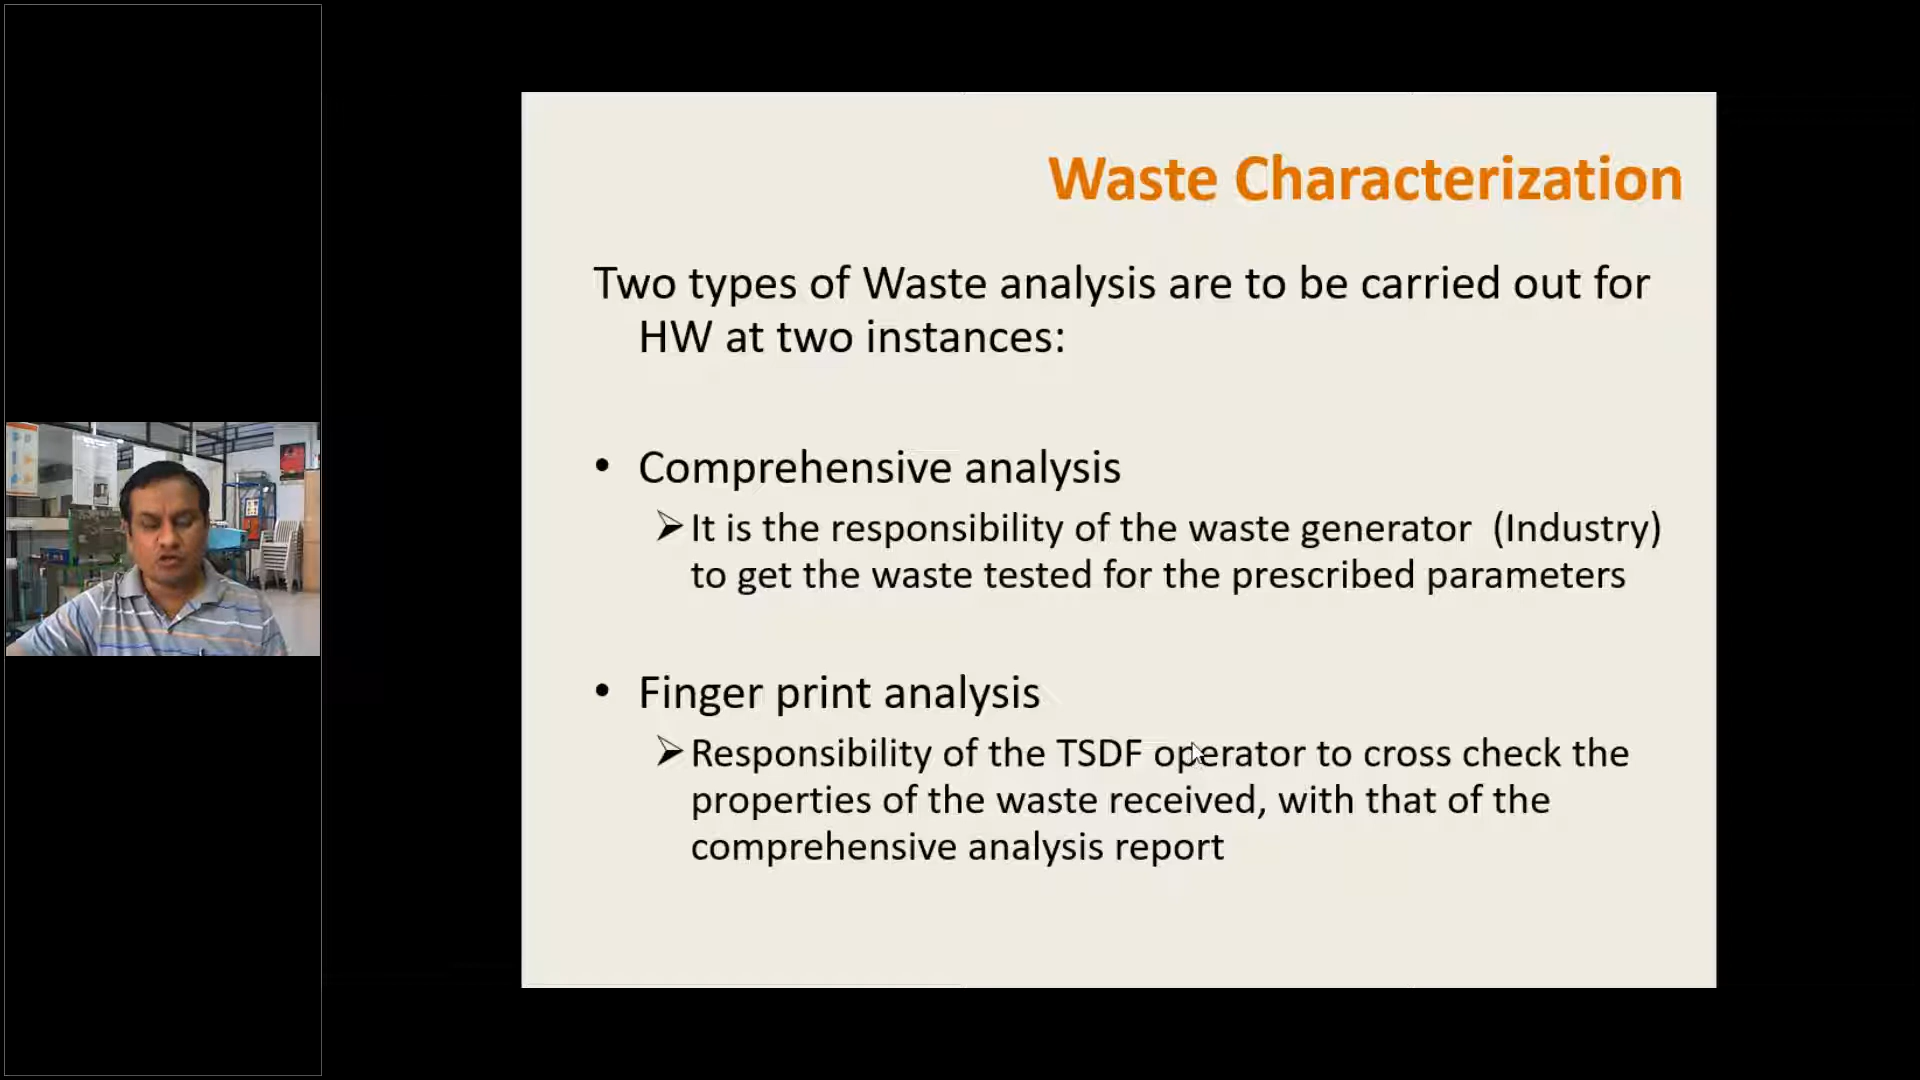 Waste Characterization
Two types of Waste analysis are to be carried out for
HW at two instances:
• Comprehensive analysis
➢It is the responsibility of the waste generator (Industry)
to get the waste tested for the prescribed parameters
• Finger print analysis
➢Responsibility of the TSDF operator to cross check the
properties of the waste received, with that of the
comprehensive analysis report